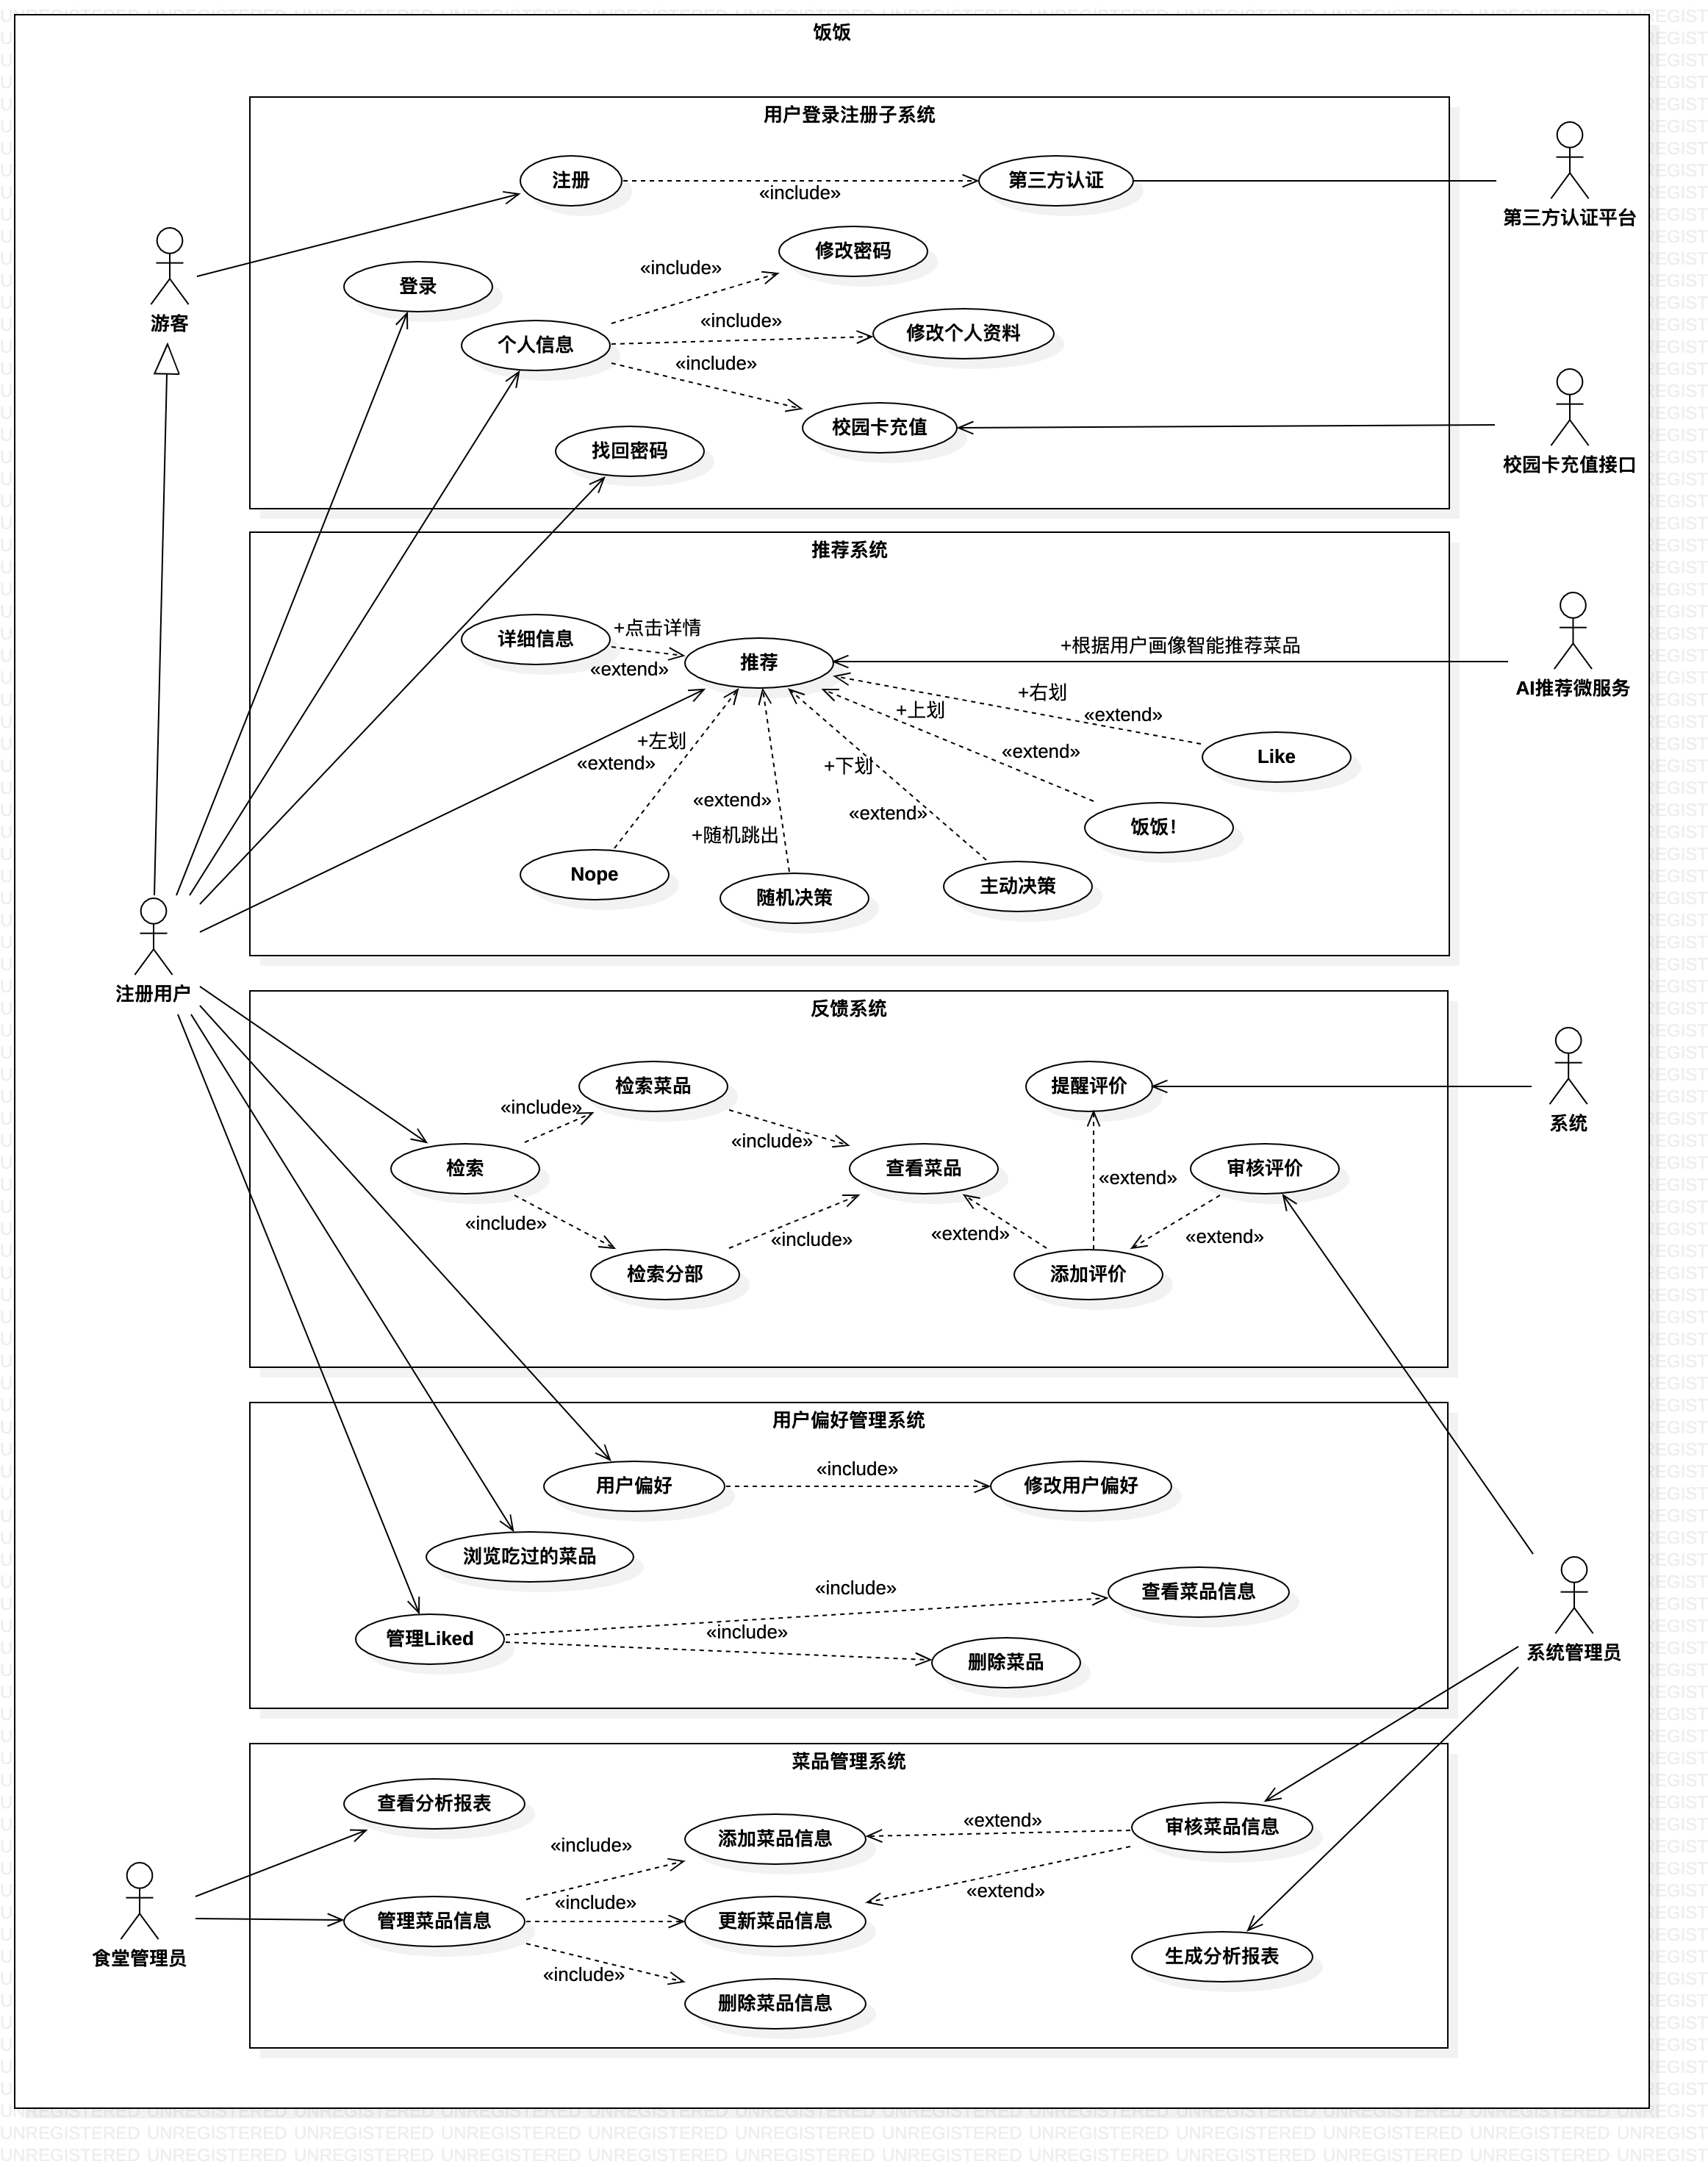 饭饭
用户登录注册子系统
注册
«include»
第三方认证
第三方认证平台
游客
登录
«include»
修改密码
个人信息
«include»
修改个人资料
«include»
校园卡充值
校园卡充值接口
找回密码
推荐系统
详细信息
+点击详情
«extend»
推荐
+根据用户画像智能推荐菜品
AI推荐微服务
+右划
«extend»
+上划
«extend»
Like
+左划
«extend»
+下划
«extend»
«extend»
+随机跳出
饭饭！
Nope
随机决策
主动决策
注册用户
反馈系统
检索菜品
提醒评价
系统
«include»
«include»
检索
查看菜品
«extend»
审核评价
«include»
«include»
«extend»
«extend»
检索分部
添加评价
用户偏好管理系统
用户偏好
«include»
修改用户偏好
浏览吃过的菜品
«include»
查看菜品信息
管理Liked
«include»
删除菜品
系统管理员
菜品管理系统
查看分析报表
«include»
添加菜品信息
«extend»
审核菜品信息
«include»
«extend»
管理菜品信息
更新菜品信息
食堂管理员
«include»
生成分析报表
删除菜品信息
UNREGISTERED UNREGISTERED UNREGISTERED UNREGISTERED UNREGISTERED UNREGISTERED UNREGISTERED UNREGISTERED UNREGISTERED UNREGISTERED UNREGISTERED UNREGIST
UNREGISTERED UNREGISTERED UNREGISTERED UNREGISTERED UNREGISTERED UNREGISTERED UNREGISTERED UNREGISTERED UNREGISTERED UNREGISTERED UNREGISTERED UNREGIST